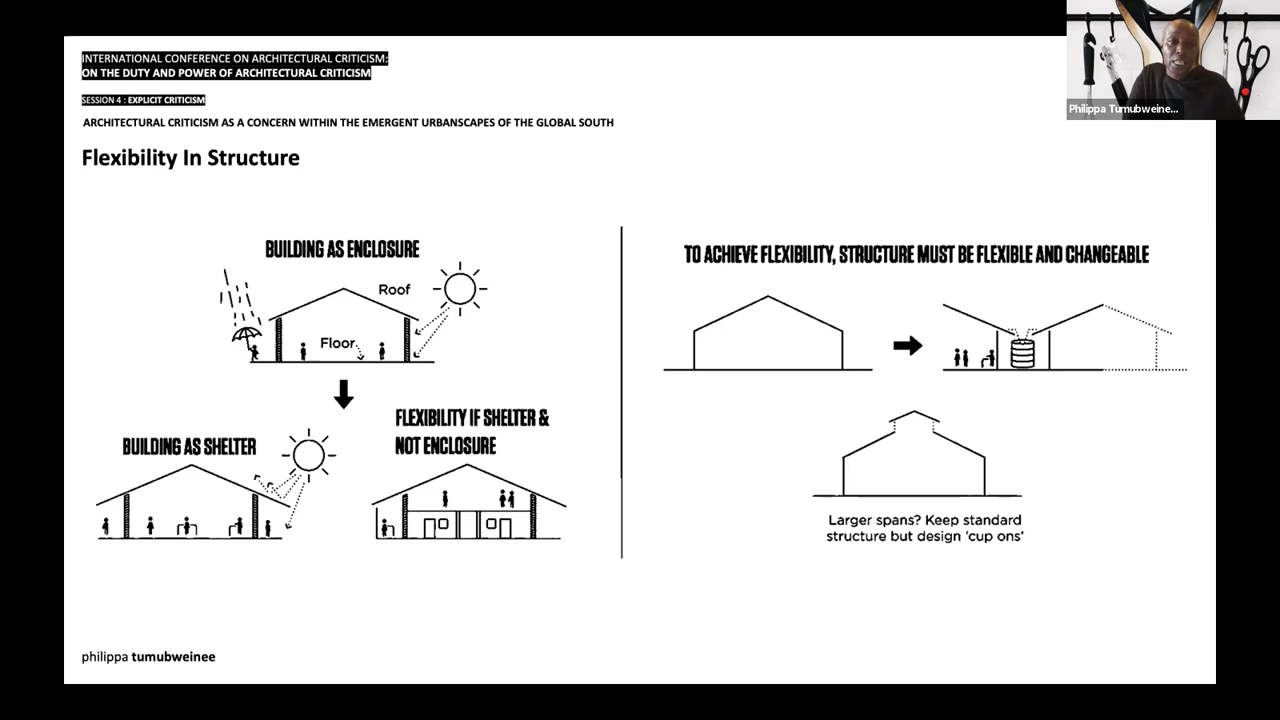 INTERNATIONAL CONFERENCE ON ARCHITECTURAL CRITICISM:
ON THE DUTY AND POWER OF ARCHITECTURAL CRITICISM
SESSION 4 : EXPLICIT CRITICISM
ARCHITECTURAL CRITICISM AS A CONCERN WITHIN THE EMERGENT URBANSCAPES OF THE GLOBAL SOUTH
Flexibility In Structure
Philippa Tumubweine...
BUILDING AS ENCLOSURE
Roof
Floor
BUILDING AS SHELTER
FLEXIBILITY IF SHELTER &
NOT ENCLOSURE
TO ACHIEVE FLEXIBILITY, STRUCTURE MUST BE FLEXIBLE AND CHANGEABLE
Larger spans? Keep standard
structure but design 'cup ons'
philippa tumubweinee